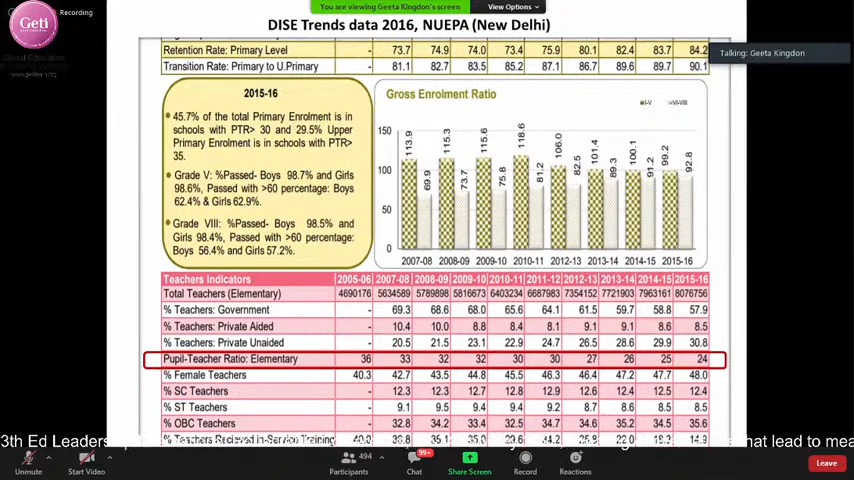 Geti
Recording
You are viewing Geeta Kingdon's screen
View Options
DISE Trends data 2016, NUEPA (New Delhi)
Talking: Geeta Kingdon
Retention Rate: Primary Level - 73.7 74.9 74.0 73.4 75.9 80.1 82.4 83.7 84.2
Transition Rate: Primary to U.Primary - 81.1 82.7 83.5 85.2 87.1 86.7 89.6 89.7 90.1
2015-16
45.7% of the total Primary Enrolment is in
schools with PTR> 30 and 29.5% Upper
Primary Enrolment is in schools with PTR>
35.
Grade V: %Passed- Boys 98.7% and Girls
98.6%, Passed with >60 percentage: Boys
62.4% & Girls 62.9%.
Grade VIII: %Passed- Boys 98.5% and
Girls 98.4%, Passed with >60 percentage:
Boys 56.4% and Girls 57.2%.
Gross Enrolment Ratio
I-V VI-VIII
150
100
50
0
113.9 69.9 115.3 73.7 115.6 75.8 118.6 81.2 106.0 82.5 101.4 89.3 100.1 91.2 99.2 92.8
2007-08 2008-09 2009-10 2010-11 2012-13 2013-14 2014-15 2015-16
Teachers Indicators 2005-06 2007-08 2008-09 2009-10 2010-11 2011-12 2012-13 2013-14 2014-15 2015-16
Total Teachers (Elementary) 4690176 5634589 5789898 5816673 6403234 6687983 7354152 7721903 7963161 8076756
% Teachers: Government - 69.3 68.6 68.0 65.6 64.1 61.5 59.7 58.8 57.9
% Teachers: Private Aided - 10.4 10.0 8.8 8.4 8.1 9.1 9.1 8.6 8.5
% Teachers: Private Unaided - 20.5 21.5 23.1 22.9 24.7 26.5 28.6 29.9 30.8
Pupil-Teacher Ratio: Elementary 36 33 32 32 30 30 27 26 25 24
% Female Teachers 40.3 42.7 43.5 44.8 45.5 46.3 46.4 47.2 47.7 48.0
% SC Teachers - 12.3 12.3 12.7 12.8 12.9 12.6 12.4 12.5 12.4
% ST Teachers - 9.1 9.5 9.4 9.4 9.2 8.7 8.6 8.5 8.5
% OBC Teachers - 32.8 34.2 33.4 32.5 34.7 34.6 35.2 34.5 35.6
% Teachers Recieved In-Service Training
3th Ed Leaders
that lead to mea
Unmute
Start Video
Participants
494
Chat
99+
Share Screen
Record
Reactions
Leave